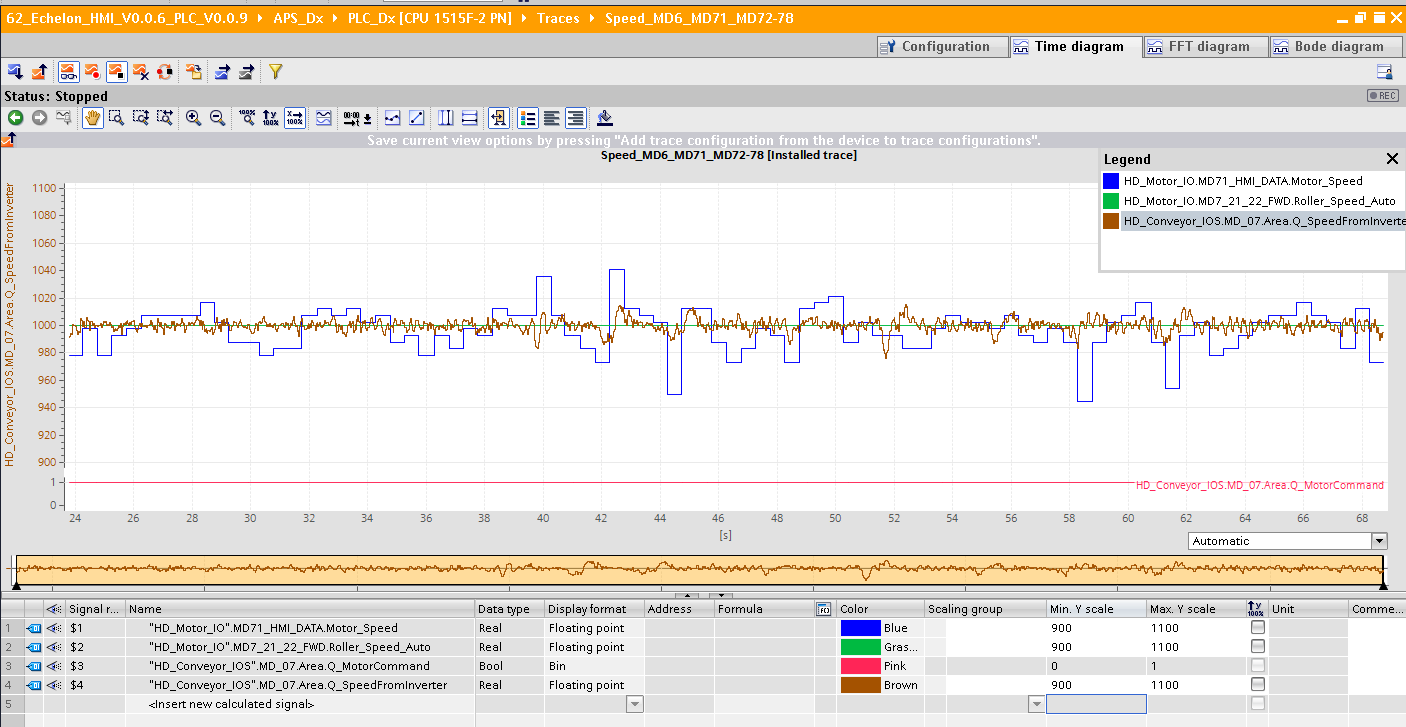 62_Echelon_HMI_V0.0.6_PLC_V0.0.9 ▸ APS_Dx ▸ PLC_Dx [CPU 1515F-2 PN] ▸ Traces ▸ Speed_MD6_MD71_MD72-78
Configuration Time diagram FFT diagram Bode diagram
Status: Stopped
REC
Save current view options by pressing "Add trace configuration from the device to trace configurations".
Speed_MD6_MD71_MD72-78 [Installed trace]
Legend
HD_Motor_IO.MD71_HMI_DATA.Motor_Speed
HD_Motor_IO.MD7_21_22_FWD.Roller_Speed_Auto
HD_Conveyor_IOS.MD_07.Area.Q_SpeedFromInverte
HD_Conveyor_IOS.MD_07.Area.Q_SpeedFromInverter
1100
1080
1060
1040
1020
1000
980
960
940
920
900
1
0
HD_Conveyor_IOS.MD_07.Area.Q_MotorCommand
24 26 28 30 32 34 36 38 40 42 44 46 48 50 52 54 56 58 60 62 64 66 68
[s]
Automatic
Signal r... Name Data type Display format Address Formula Color Scaling group Min. Y scale Max. Y scale Unit Comme...
1 $1 "HD_Motor_IO".MD71_HMI_DATA.Motor_Speed Real Floating point Blue 900 1100
2 $2 "HD_Motor_IO".MD7_21_22_FWD.Roller_Speed_Auto Real Floating point Gras... 900 1100
3 $3 "HD_Conveyor_IOS".MD_07.Area.Q_MotorCommand Bool Bin Pink 0 1
4 $4 "HD_Conveyor_IOS".MD_07.Area.Q_SpeedFromInverter Real Floating point Brown 900 1100
5 <Insert new calculated signal>